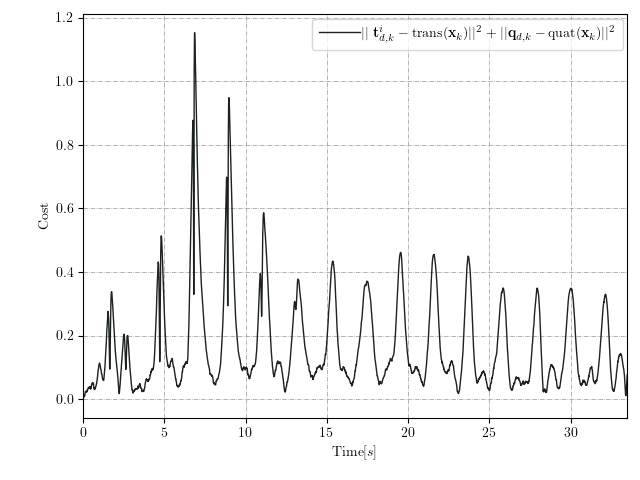 || t^i_{d,k} − trans(x_k)||^2 + ||q_{d,k} − quat(x_k)||^2
1.2
1.0
0.8
0.6
0.4
0.2
0.0
Cost
0 5 10 15 20 25 30
Time[s]